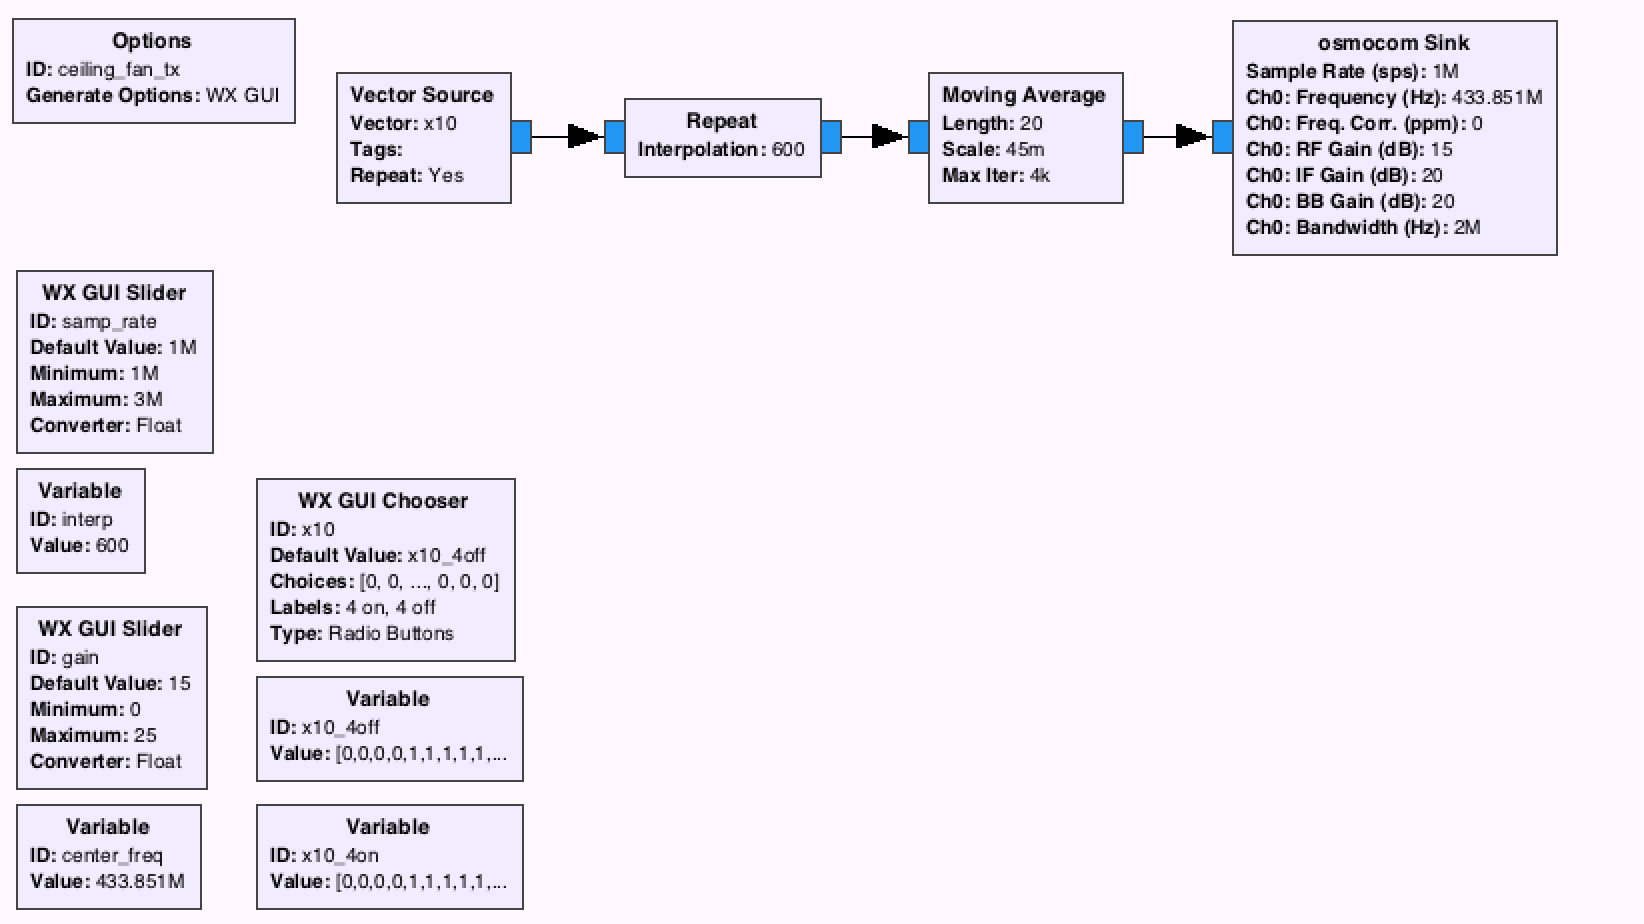 Options
ID: ceiling_fan_tx
Generate Options: WX GUI
Vector Source
Vector: x10
Tags:
Repeat: Yes
Repeat
Interpolation: 600
Moving Average
Length: 20
Scale: 45m
Max Iter: 4k
osmocom Sink
Sample Rate (sps): 1M
Ch0: Frequency (Hz): 433.851M
Ch0: Freq. Corr. (ppm): 0
Ch0: RF Gain (dB): 15
Ch0: IF Gain (dB): 20
Ch0: BB Gain (dB): 20
Ch0: Bandwidth (Hz): 2M
WX GUI Slider
ID: samp_rate
Default Value: 1M
Minimum: 1M
Maximum: 3M
Converter: Float
Variable
ID: interp
Value: 600
WX GUI Slider
ID: gain
Default Value: 15
Minimum: 0
Maximum: 25
Converter: Float
Variable
ID: center_freq
Value: 433.851M
WX GUI Chooser
ID: x10
Default Value: x10_4off
Choices: [0, 0, ..., 0, 0, 0]
Labels: 4 on, 4 off
Type: Radio Buttons
Variable
ID: x10_4off
Value: [0,0,0,0,1,1,1,1,1,...
Variable
ID: x10_4on
Value: [0,0,0,0,1,1,1,1,1,...